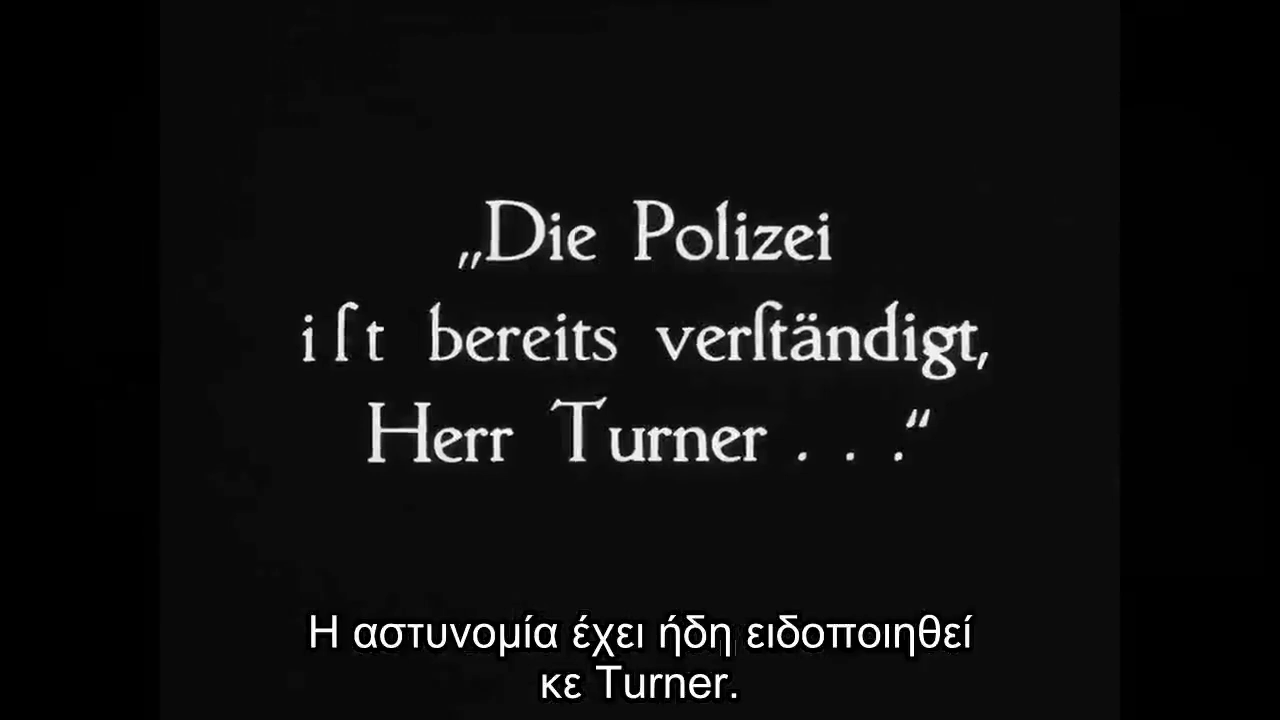 „Die Polizei
iſt bereits verſtändigt,
Herr Turner . . .“
Η αστυνομία έχει ήδη ειδοποιηθεί
κε Turner.